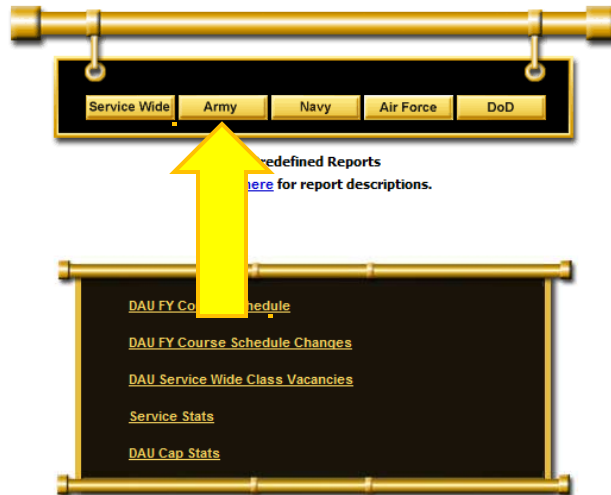 Service Wide Army Navy Air Force DoD
redefined Reports
here for report descriptions.
DAU FY Co hedule
DAU FY Course Schedule Changes
DAU Service Wide Class Vacancies
Service Stats
DAU Cap Stats